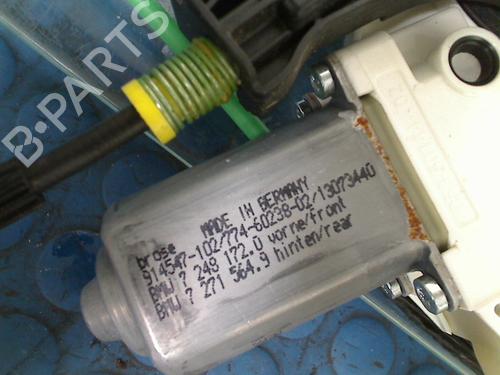 B-PARTS
MADE IN GERMANY
brose
914547-102/774-60238-02/13073440
BMW 7 248 172.0 vorne/front
BMW 7 271 564.9 hinten/rear